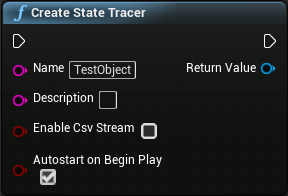 Create State Tracer
Name TestObject Return Value
Description
Enable Csv Stream
Autostart on Begin Play